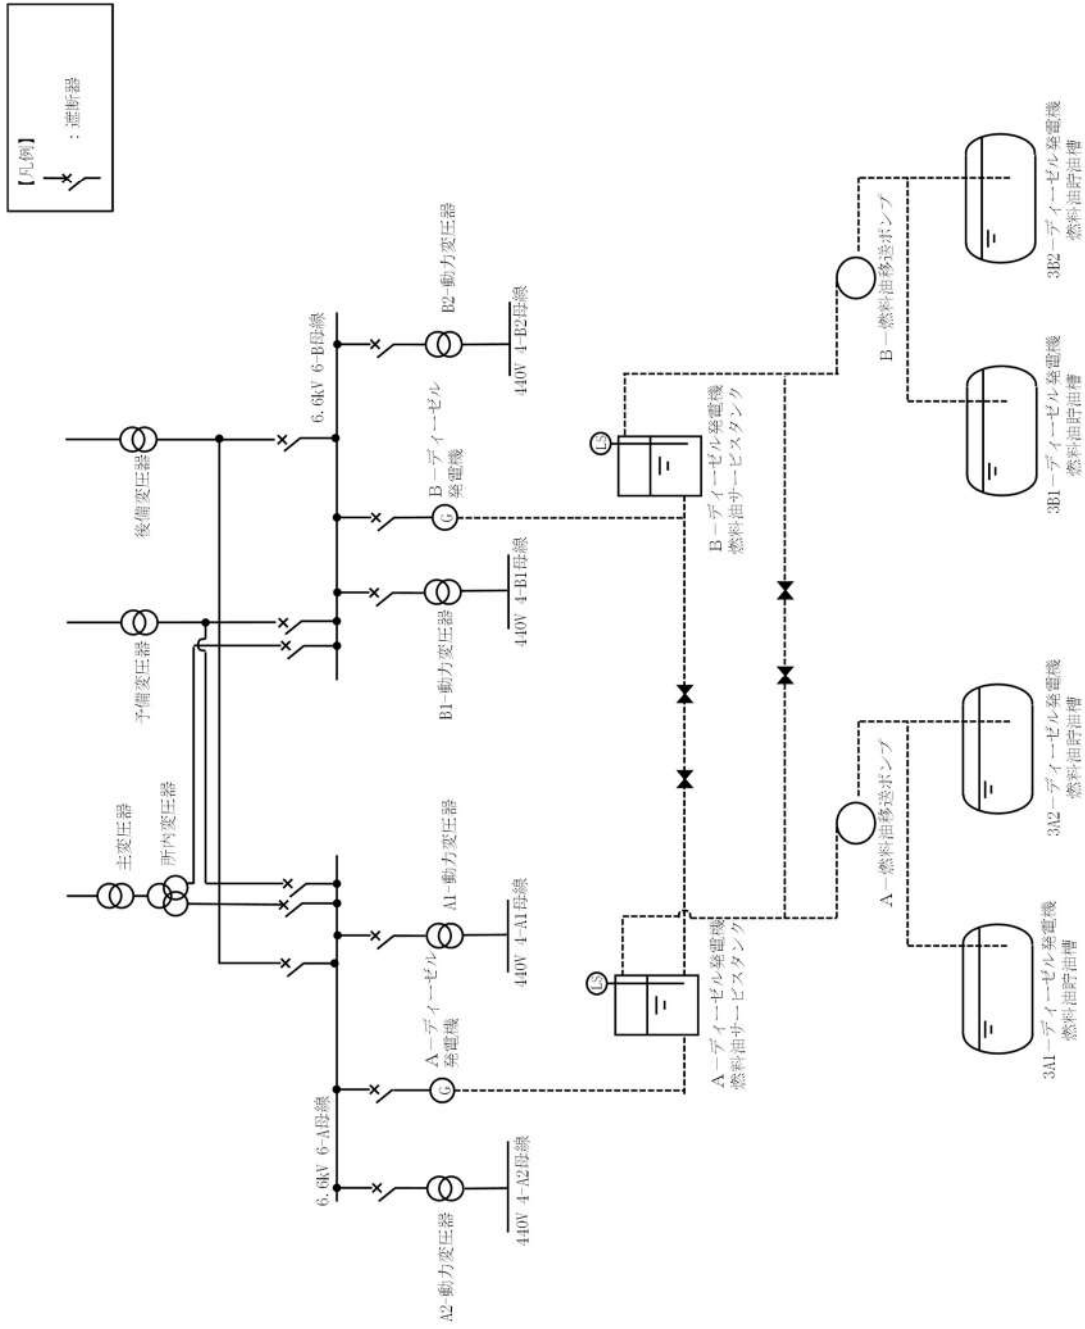 【凡例】
：遮断器
主変圧器
所内変圧器
予備変圧器
後備変圧器
6.6kV 6-A母線
6.6kV 6-B母線
A2-動力変圧器
A－ディーゼル
発電機
A1-動力変圧器
B1-動力変圧器
B－ディーゼル
発電機
B2-動力変圧器
G
G
440V 4-A2母線
440V 4-A1母線
440V 4-B1母線
440V 4-B2母線
LS
LS
A－ディーゼル発電機
燃料油サービスタンク
B－ディーゼル発電機
燃料油サービスタンク
A－燃料油移送ポンプ
B－燃料油移送ポンプ
3A1－ディーゼル発電機
燃料油貯油槽
3A2－ディーゼル発電機
燃料油貯油槽
3B1－ディーゼル発電機
燃料油貯油槽
3B2－ディーゼル発電機
燃料油貯油槽